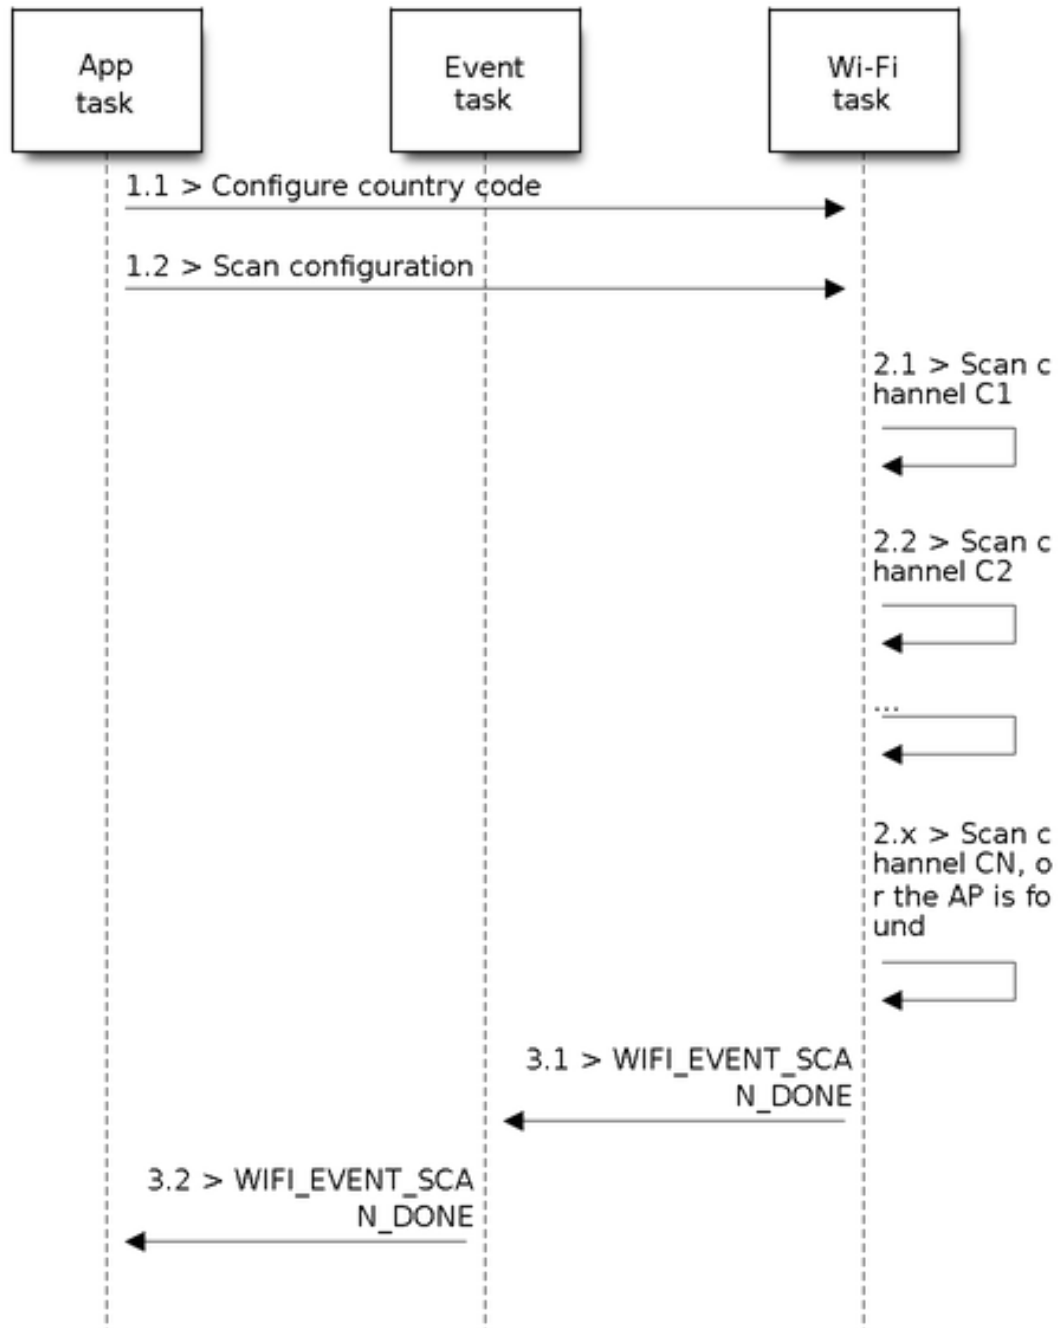 App
task
Event
task
Wi-Fi
task
1.1 > Configure country code
1.2 > Scan configuration
2.1 > Scan c
hannel C1
2.2 > Scan c
hannel C2
...
2.x > Scan c
hannel CN, o
r the AP is fo
und
3.1 > WIFI_EVENT_SCA
N_DONE
3.2 > WIFI_EVENT_SCA
N_DONE